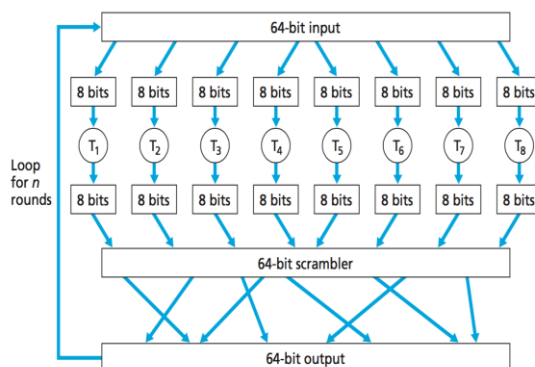 64-bit input
8 bits 8 bits 8 bits 8 bits 8 bits 8 bits 8 bits 8 bits
T1 T2 T3 T4 T5 T6 T7 T8
Loop
for n
rounds
8 bits 8 bits 8 bits 8 bits 8 bits 8 bits 8 bits 8 bits
64-bit scrambler
64-bit output